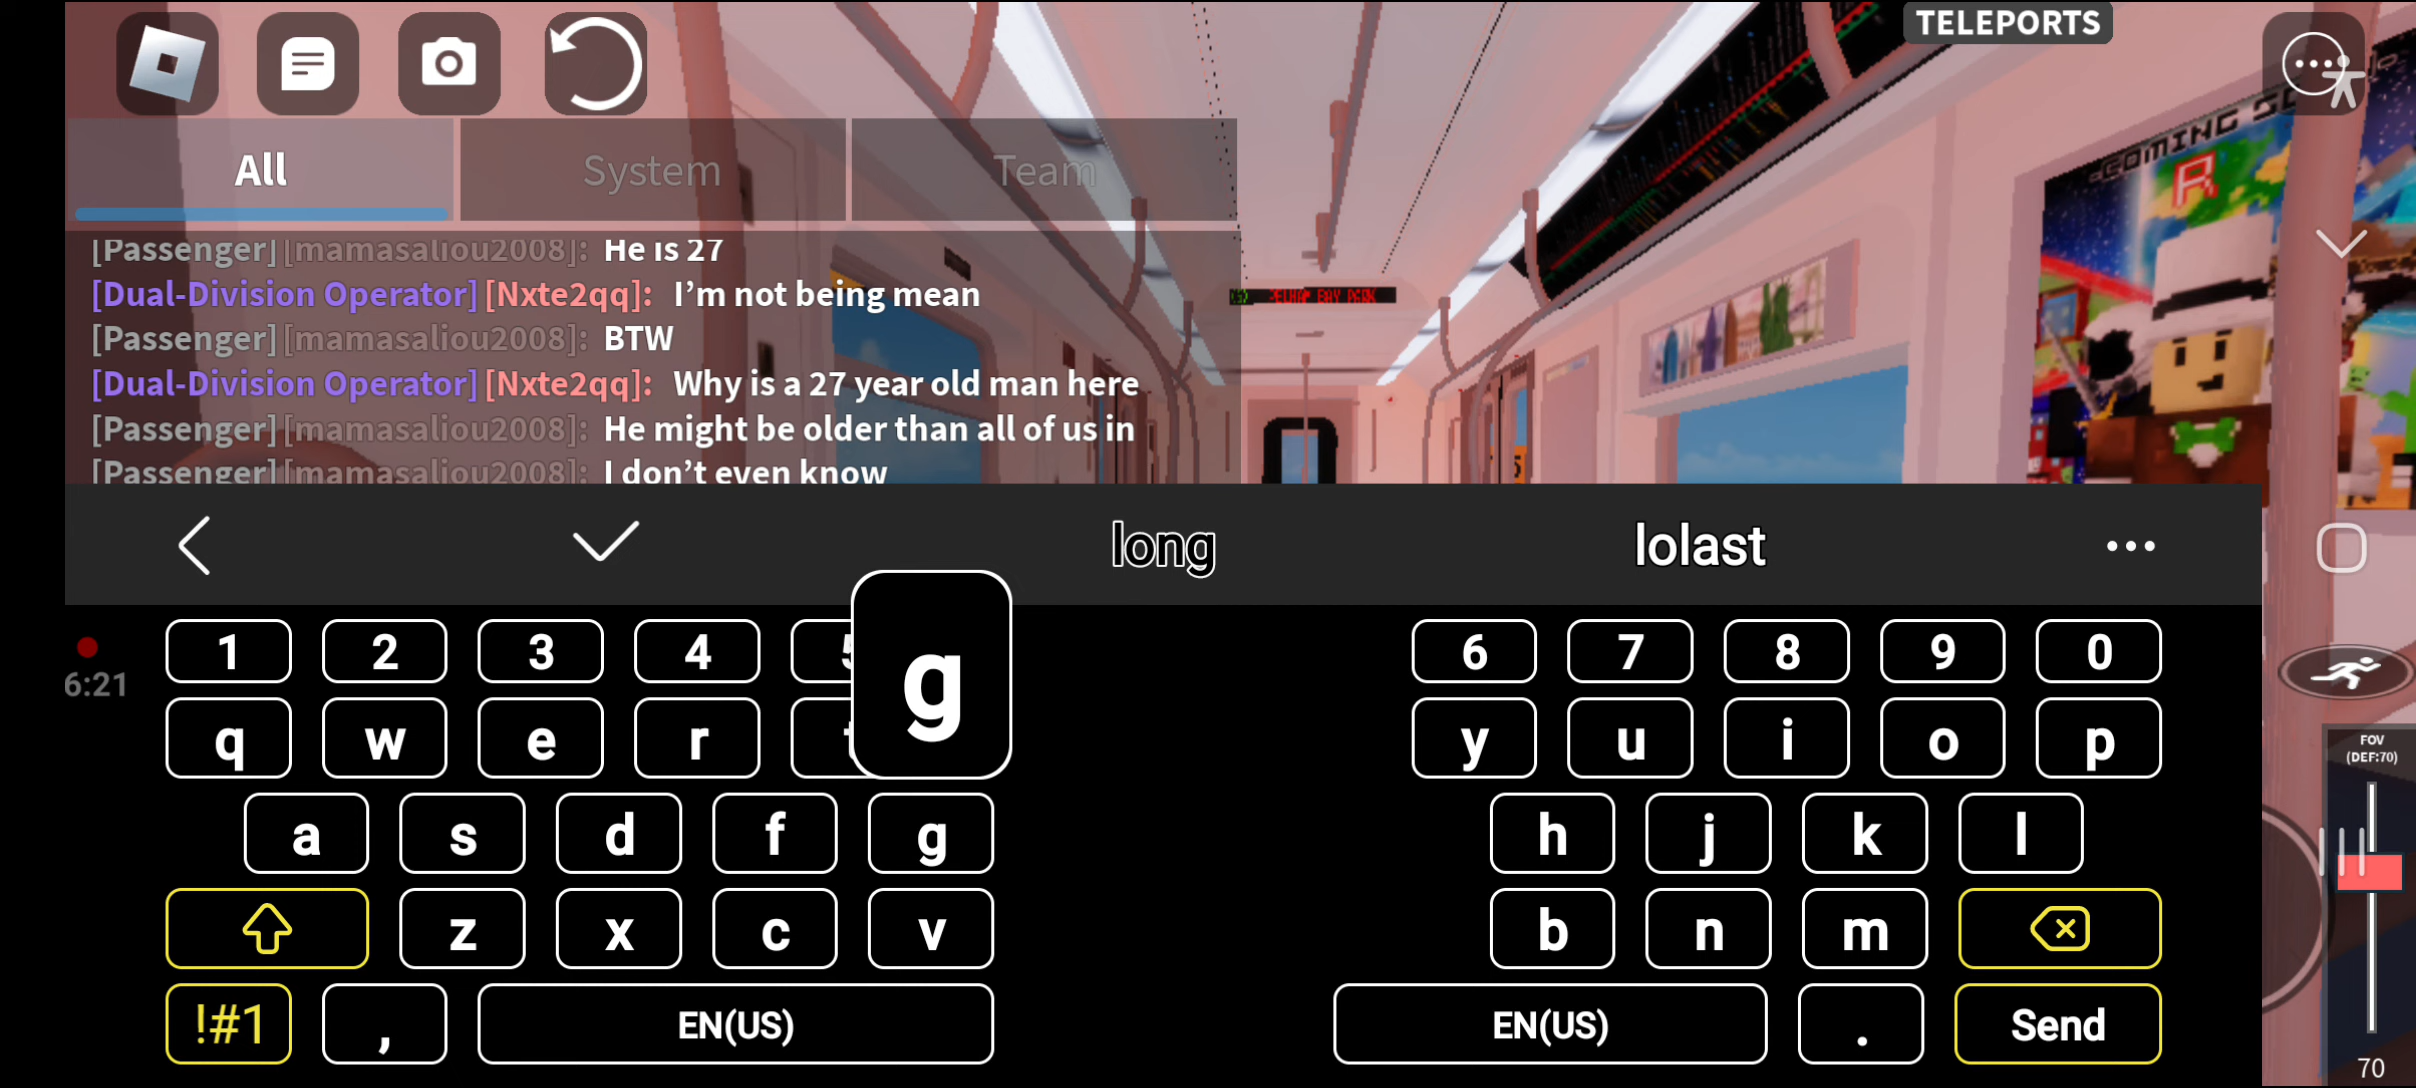 TELEPORTS
All System Team
COMING
R
[Passenger][mamasaliou2008]: He is 27
[Dual-Division Operator][Nxte2qq]: I’m not being mean
[Passenger][mamasaliou2008]: BTW
[Dual-Division Operator][Nxte2qq]: Why is a 27 year old man here
[Passenger][mamasaliou2008]: He might be older than all of us in
[Passenger][mamasaliou2008]: I don’t even know
long lolast
6:21
1 2 3 4 5 g 6 7 8 9 0
q w e r y u i o p
FOV
(DEF:70)
a s d f g h j k l
z x c v b n m
!#1 , EN(US) EN(US) . Send
70